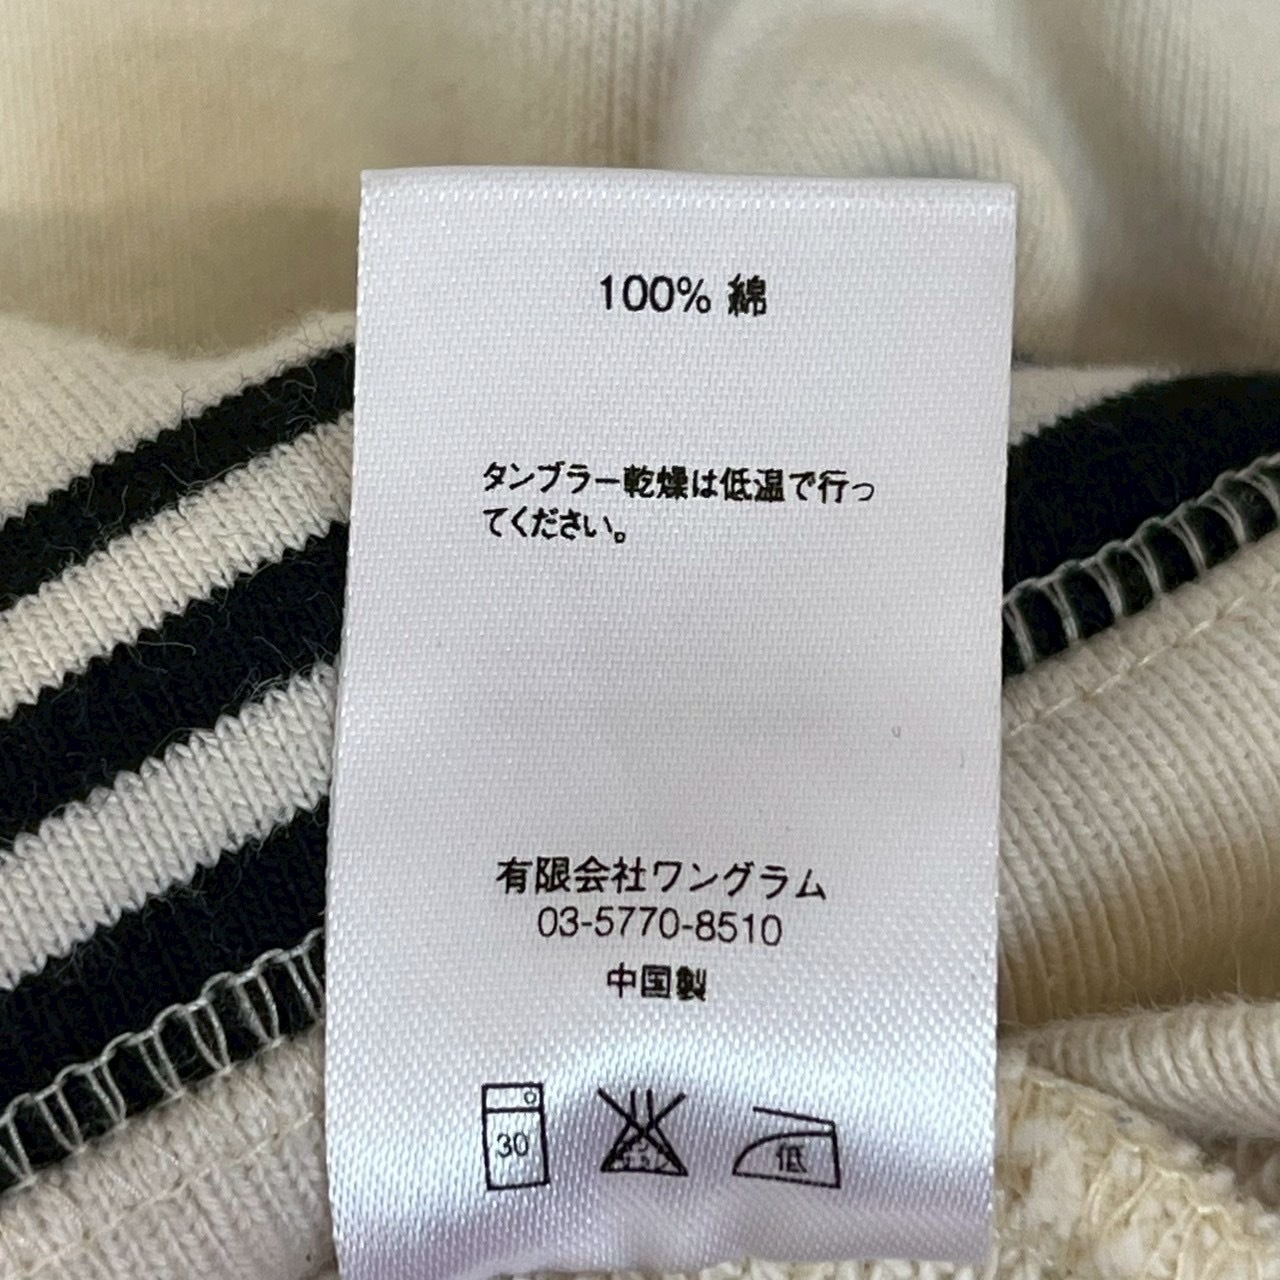 100% 綿
タンブラー乾燥は低温で行っ
てください。
有限会社ワングラム
03-5770-8510
中国製
30
低